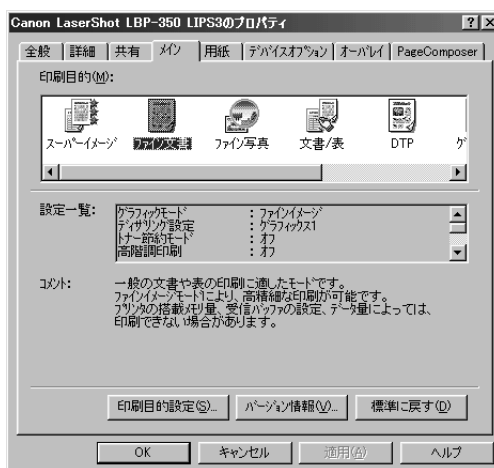 Canon LaserShot LBP-350 LIPS3のプロパティ
全般 詳細 共有 メイン 用紙 デバイスオプション オーバレイ PageComposer
印刷目的(M):
スーパーイメージ ファイン文書 ファイン写真 文書/表 DTP ゲ
設定一覧: グラフィックモード : ファインイメージ
ディザリング設定 : グラフィックス1
トナー節約モード : オフ
高階調印刷 : オフ
コメント: 一般の文書や表の印刷に適したモードです。
ファインイメージモードにより、高精細な印刷が可能です。
プリンタの搭載メモリ量、受信バッファの設定、データ量によっては、
印刷できない場合があります。
印刷目的設定(S)... バージョン情報(V)... 標準に戻す(D)
OK キャンセル 適用(A) ヘルプ